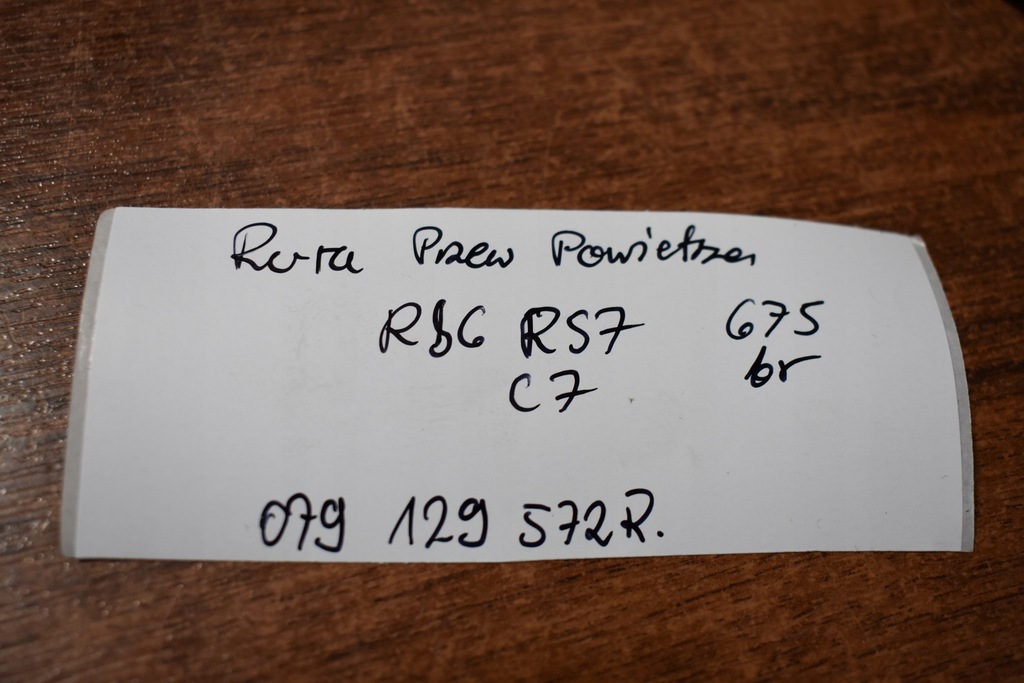 Rura Przew Powietrza
RS6 RS7 675
C7 br
079 129 572R.